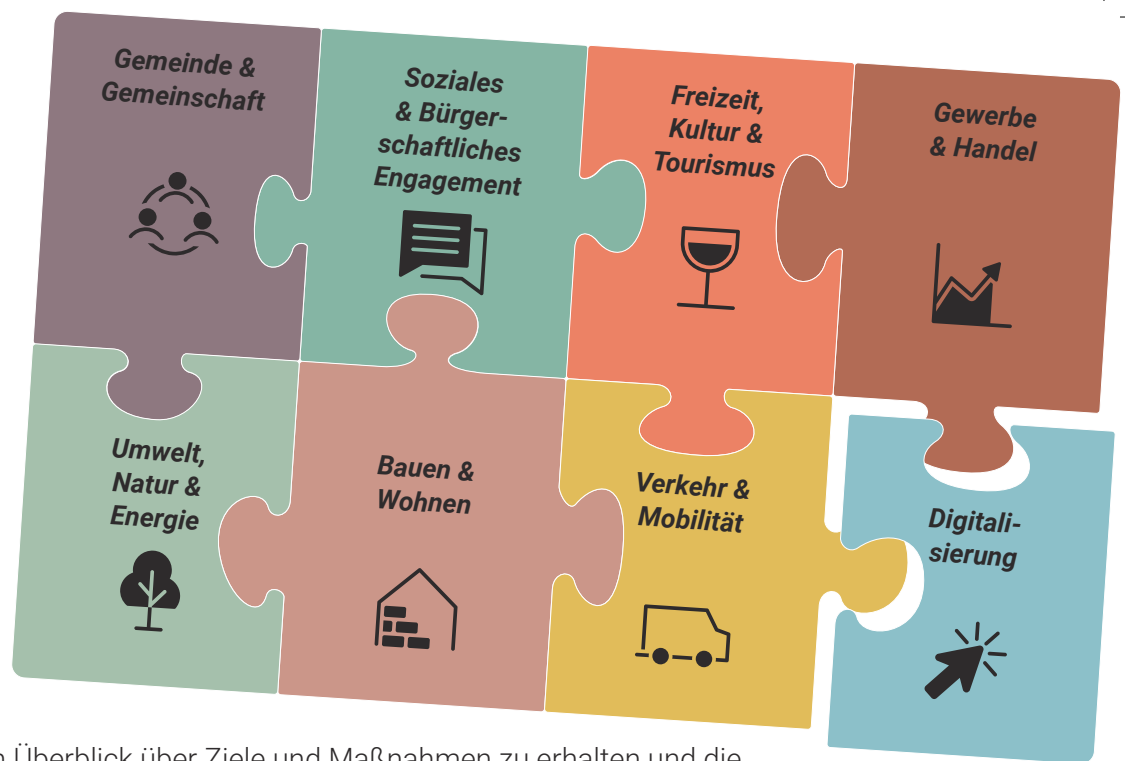 Gemeinde &
Gemeinschaft
Soziales
& Bürger-
schaftliches
Engagement
Freizeit,
Kultur &
Tourismus
Gewerbe
& Handel
Umwelt,
Natur &
Energie
Bauen &
Wohnen
Verkehr &
Mobilität
Digitali-
sierung
Überblick über Ziele und Maßnahmen zu erhalten und die